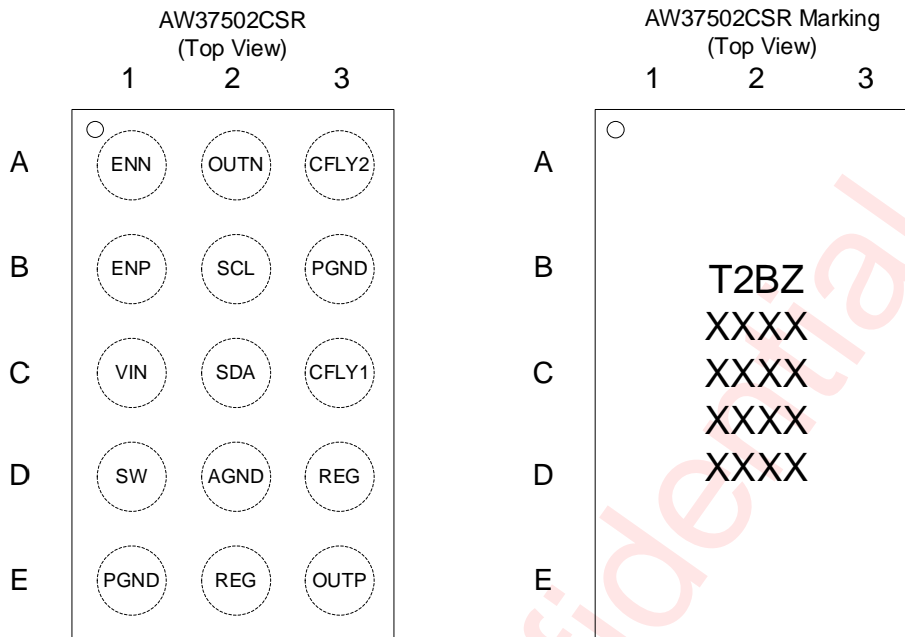 AW37502CSR
(Top View)
1 2 3
A ENN OUTN CFLY2
B ENP SCL PGND
C VIN SDA CFLY1
D SW AGND REG
E PGND REG OUTP
AW37502CSR Marking
(Top View)
1 2 3
A
B
C
D
E
T2BZ
XXXX
XXXX
XXXX
XXXX
fidential